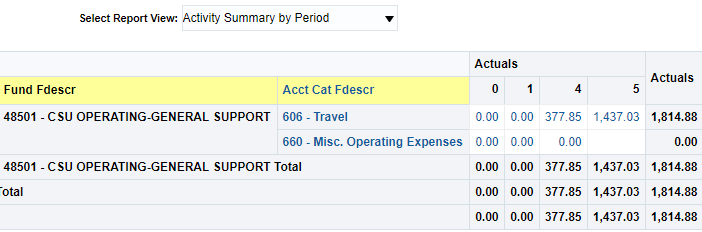 Select Report View: Activity Summary by Period
Actuals
Actuals
Fund Fdescr Acct Cat Fdescr 0 1 4 5
48501 - CSU OPERATING-GENERAL SUPPORT 606 - Travel 0.00 0.00 377.85 1,437.03 1,814.88
660 - Misc. Operating Expenses 0.00 0.00 0.00 0.00
48501 - CSU OPERATING-GENERAL SUPPORT Total 0.00 0.00 377.85 1,437.03 1,814.88
otal 0.00 0.00 377.85 1,437.03 1,814.88
0.00 0.00 377.85 1,437.03 1,814.88